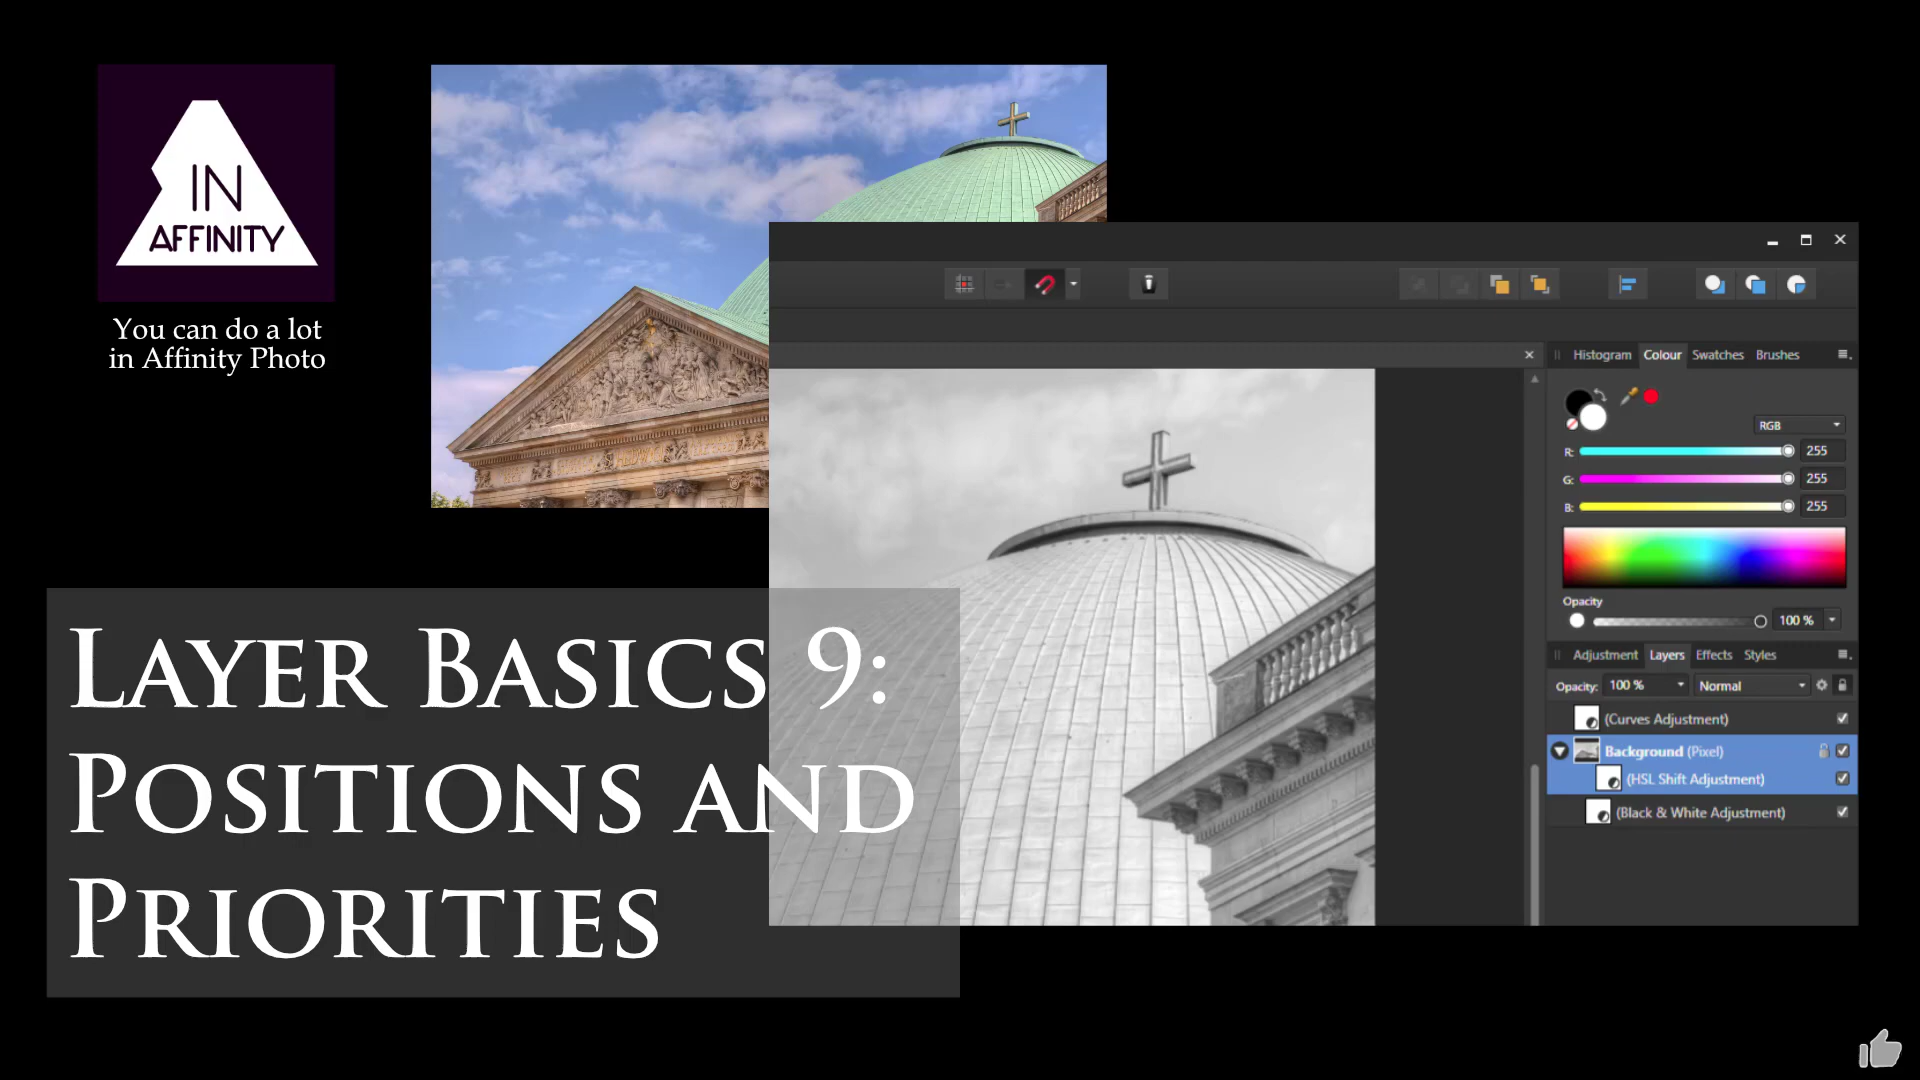 IN
AFFINITY
You can do a lot
in Affinity Photo
Histogram Colour Swatches Brushes
RGB
R: 255
G: 255
B: 255
Opacity
100 %
Adjustment Layers Effects Styles
Opacity: 100 % Normal
(Curves Adjustment)
Background (Pixel)
(HSL Shift Adjustment)
(Black & White Adjustment)
Layer Basics 9:
Positions and
Priorities